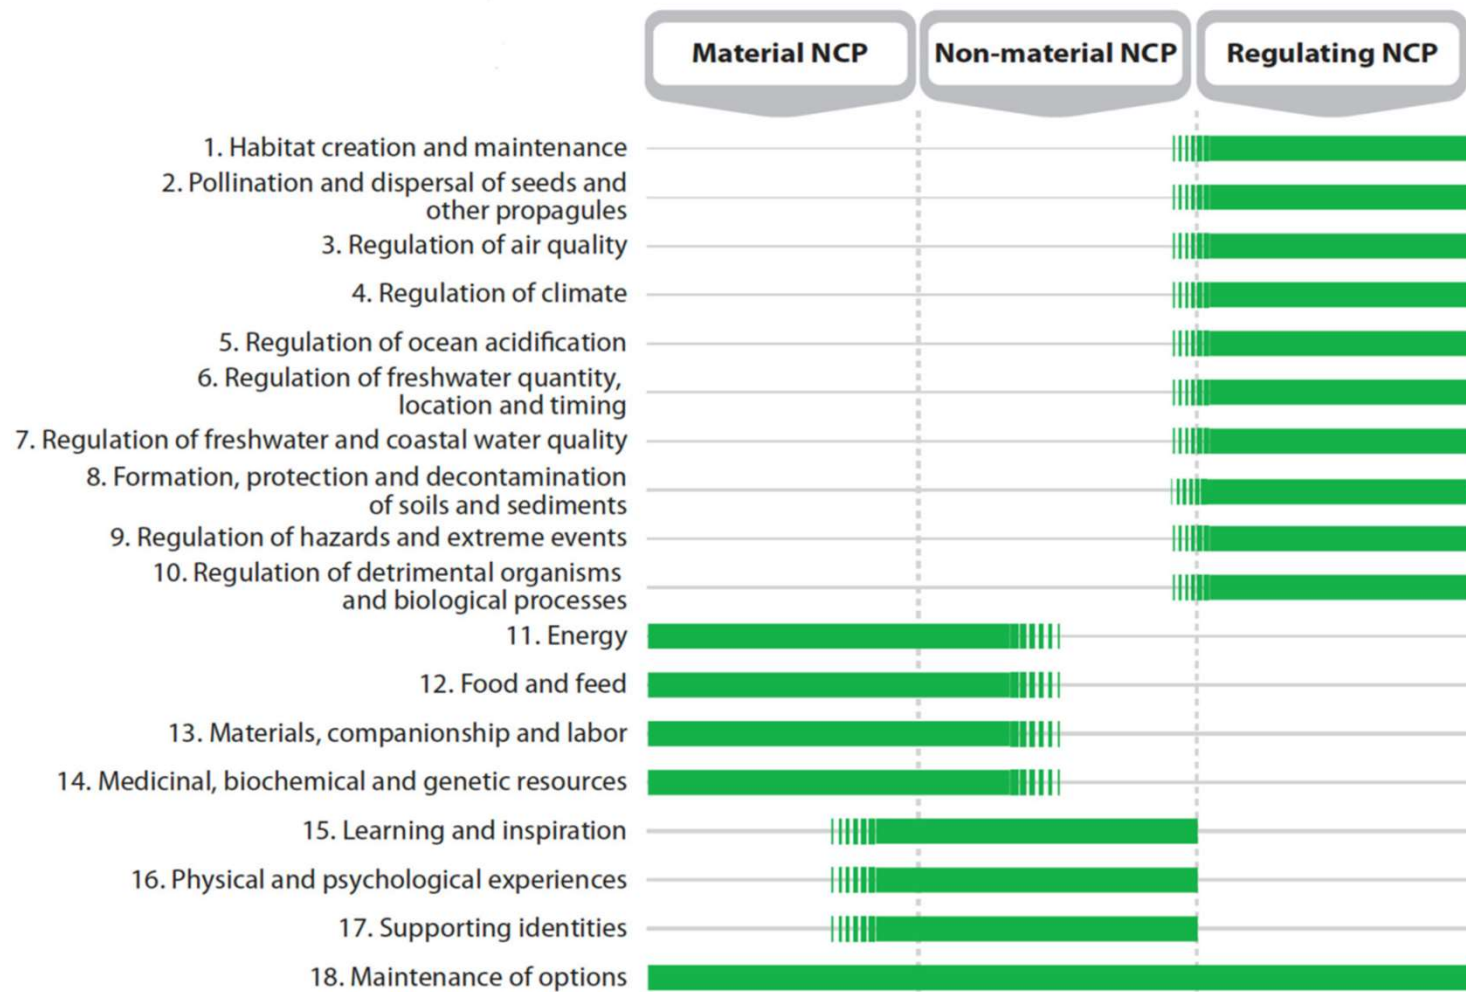 Material NCP
Non-material NCP
Regulating NCP
1. Habitat creation and maintenance
2. Pollination and dispersal of seeds and
other propagules
3. Regulation of air quality
4. Regulation of climate
5. Regulation of ocean acidification
6. Regulation of freshwater quantity,
location and timing
7. Regulation of freshwater and coastal water quality
8. Formation, protection and decontamination
of soils and sediments
9. Regulation of hazards and extreme events
10. Regulation of detrimental organisms
and biological processes
11. Energy
12. Food and feed
13. Materials, companionship and labor
14. Medicinal, biochemical and genetic resources
15. Learning and inspiration
16. Physical and psychological experiences
17. Supporting identities
18. Maintenance of options